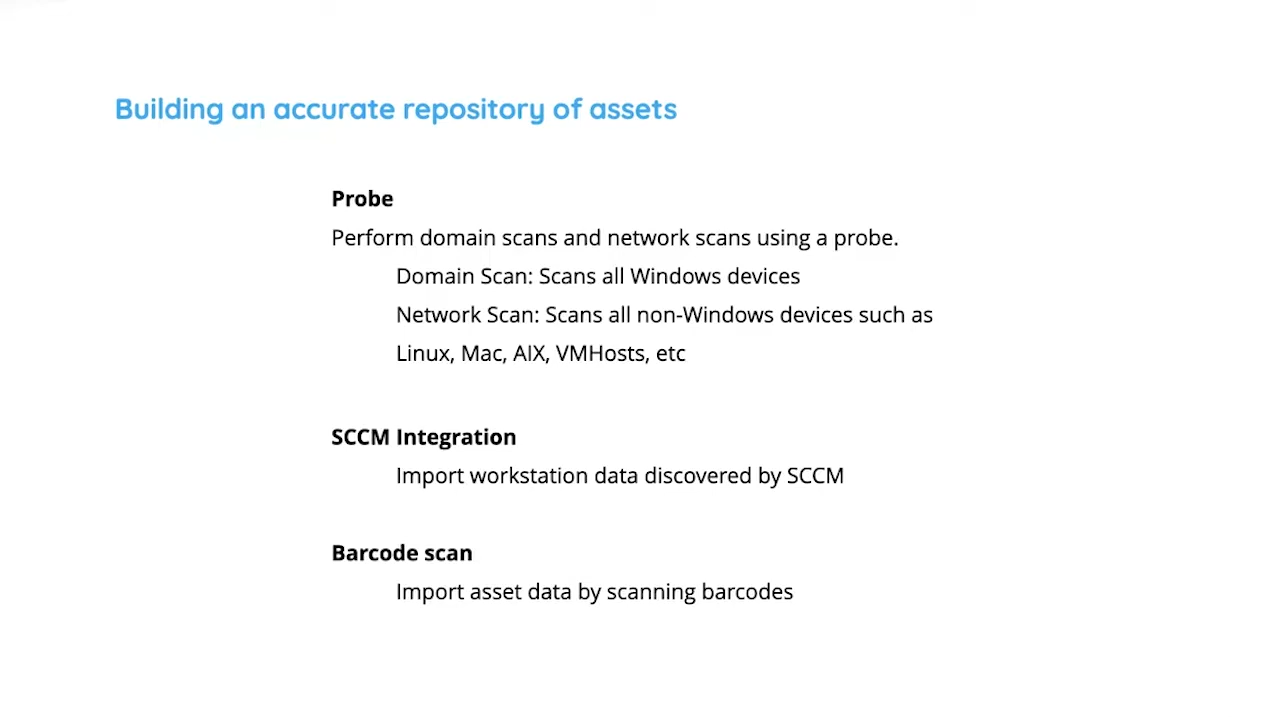 Building an accurate repository of assets
Probe
Perform domain scans and network scans using a probe.
Domain Scan: Scans all Windows devices
Network Scan: Scans all non-Windows devices such as
Linux, Mac, AIX, VMHosts, etc
SCCM Integration
Import workstation data discovered by SCCM
Barcode scan
Import asset data by scanning barcodes